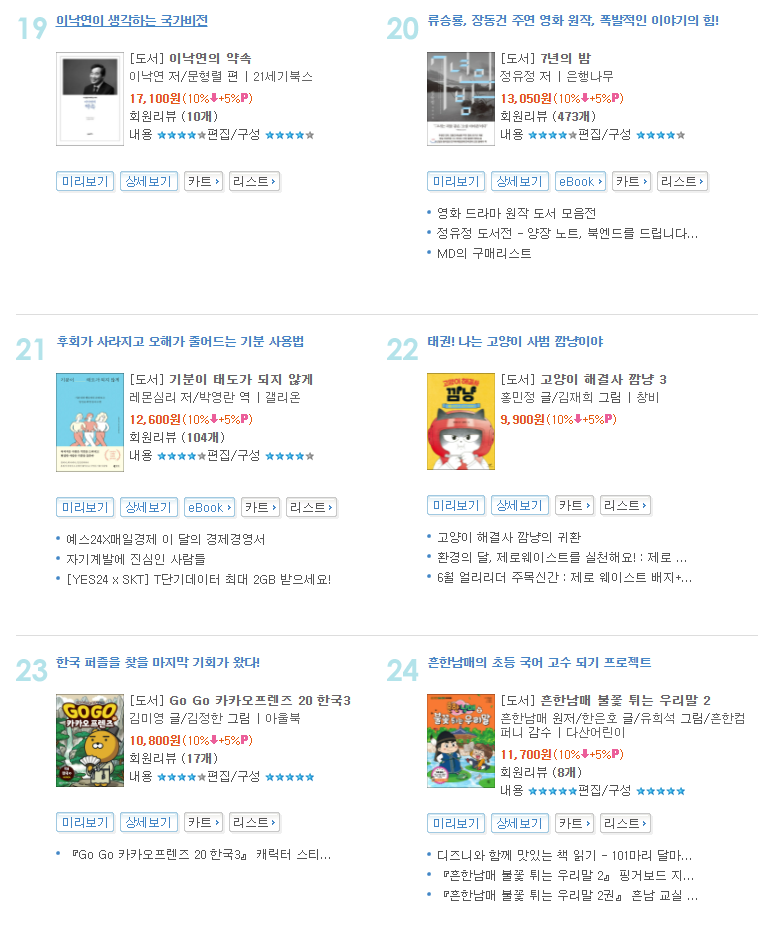 19
이낙연이 생각하는 국가비전
[도서] 이낙연의 약속
이낙연 저/문형렬 편 | 21세기북스
17,100원(10%+5%P)
회원리뷰 (10개)
내용 ★★★★★편집/구성 ★★★★★
미리보기 상세보기 카트 리스트
20
류승룡, 장동건 주연 영화 원작, 폭발적인 이야기의 힘!
7년의 밤
[도서] 7년의 밤
정유정 저 | 은행나무
13,050원(10%+5%P)
회원리뷰 (473개)
내용 ★★★★★편집/구성 ★★★★★
미리보기 상세보기 eBook 카트 리스트
• 영화 드라마 원작 도서 모음전
• 정유정 도서전 - 양장 노트, 북엔드를 드립니다...
• MD의 구매리스트
21
후회가 사라지고 오해가 줄어드는 기분 사용법
[도서] 기분이 태도가 되지 않게
레몬심리 저/박영란 역 | 갤리온
12,600원(10%+5%P)
회원리뷰 (104개)
내용 ★★★★★편집/구성 ★★★★★
미리보기 상세보기 eBook 카트 리스트
• 예스24X매일경제 이 달의 경제경영서
• 자기계발에 진심인 사람들
• [YES24 x SKT] T단기데이터 최대 2GB 받으세요!
22
태권! 나는 고양이 사범 깜냥이야
고양이 해결사
깜냥
[도서] 고양이 해결사 깜냥 3
홍민정 글/김재희 그림 | 창비
9,900원(10%+5%P)
미리보기 상세보기 카트 리스트
• 고양이 해결사 깜냥의 귀환
• 환경의 달, 제로웨이스트를 실천해요! : 제로 ...
• 6월 얼리리더 주목신간 : 제로 웨이스트 배지+...
23
한국 퍼즐을 찾을 마지막 기회가 왔다!
GOGO
카카오프렌즈
[도서] Go Go 카카오프렌즈 20 한국3
김미영 글/김정한 그림 | 아울북
10,800원(10%+5%P)
회원리뷰 (17개)
내용 ★★★★★편집/구성 ★★★★★
미리보기 상세보기 카트 리스트
• 『Go Go 카카오프렌즈 20 한국3』 캐릭터 스티...
24
흔한남매의 초등 국어 고수 되기 프로젝트
흔한남매
불꽃 튀는 우리말
[도서] 흔한남매 불꽃 튀는 우리말 2
흔한남매 원저/한은호 글/유희석 그림/흔한컴
퍼니 감수 | 다산어린이
11,700원(10%+5%P)
회원리뷰 (8개)
내용 ★★★★★편집/구성 ★★★★★
미리보기 상세보기 카트 리스트
• 디즈니와 함께 맛있는 책 읽기 - 101마리 달마...
• 『흔한남매 불꽃 튀는 우리말 2』 핑거보드 지...
• 『흔한남매 불꽃 튀는 우리말 2권』 흔남 교실 ...